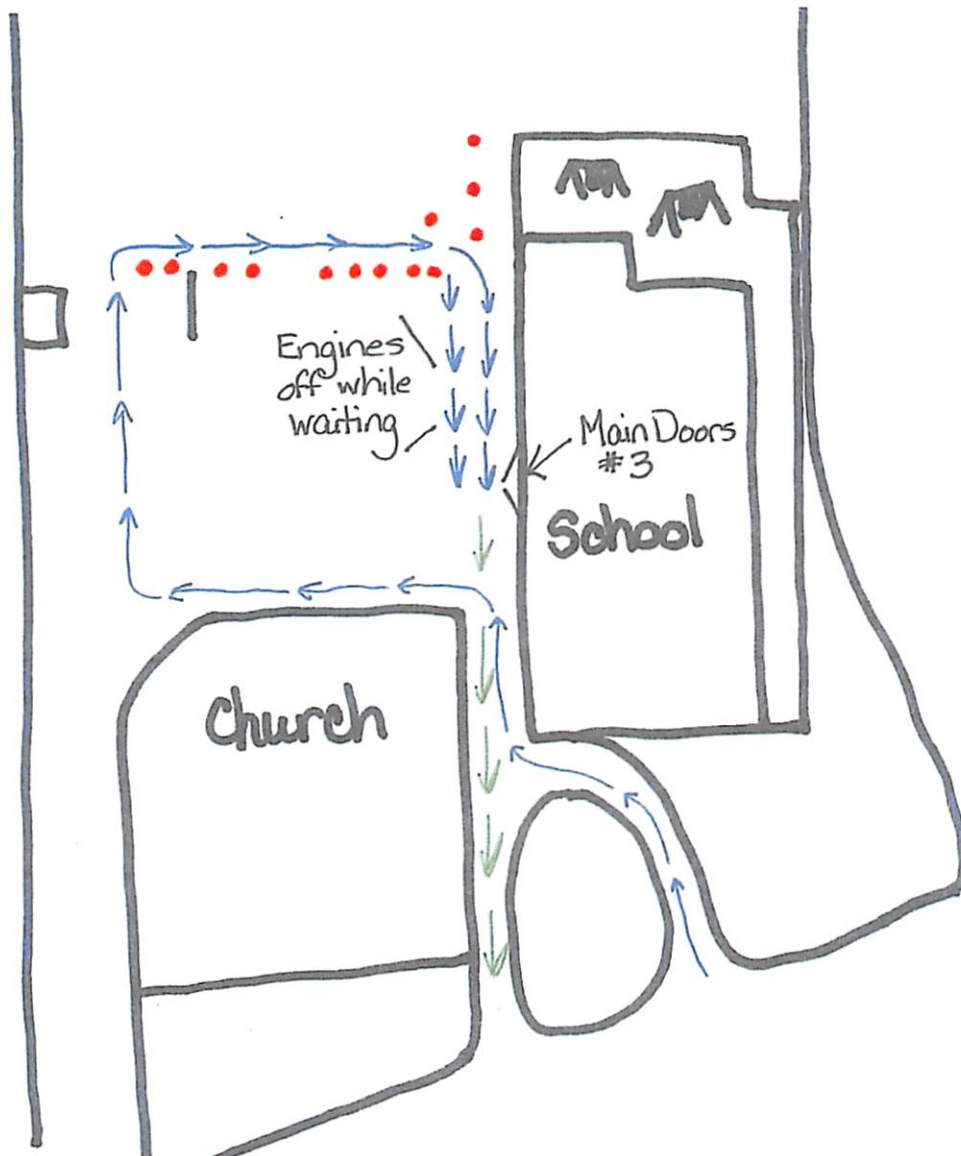 Engines
off while
waiting
Main Doors
#3
School
Church